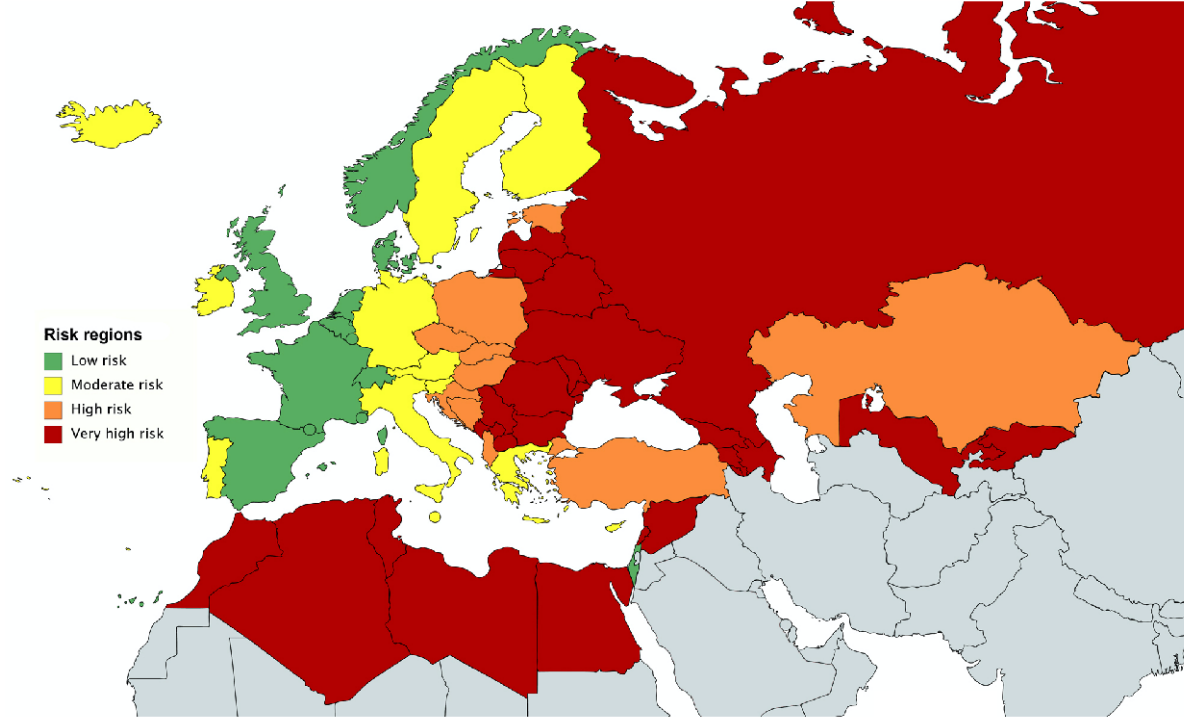 Risk regions
Low risk
Moderate risk
High risk
Very high risk